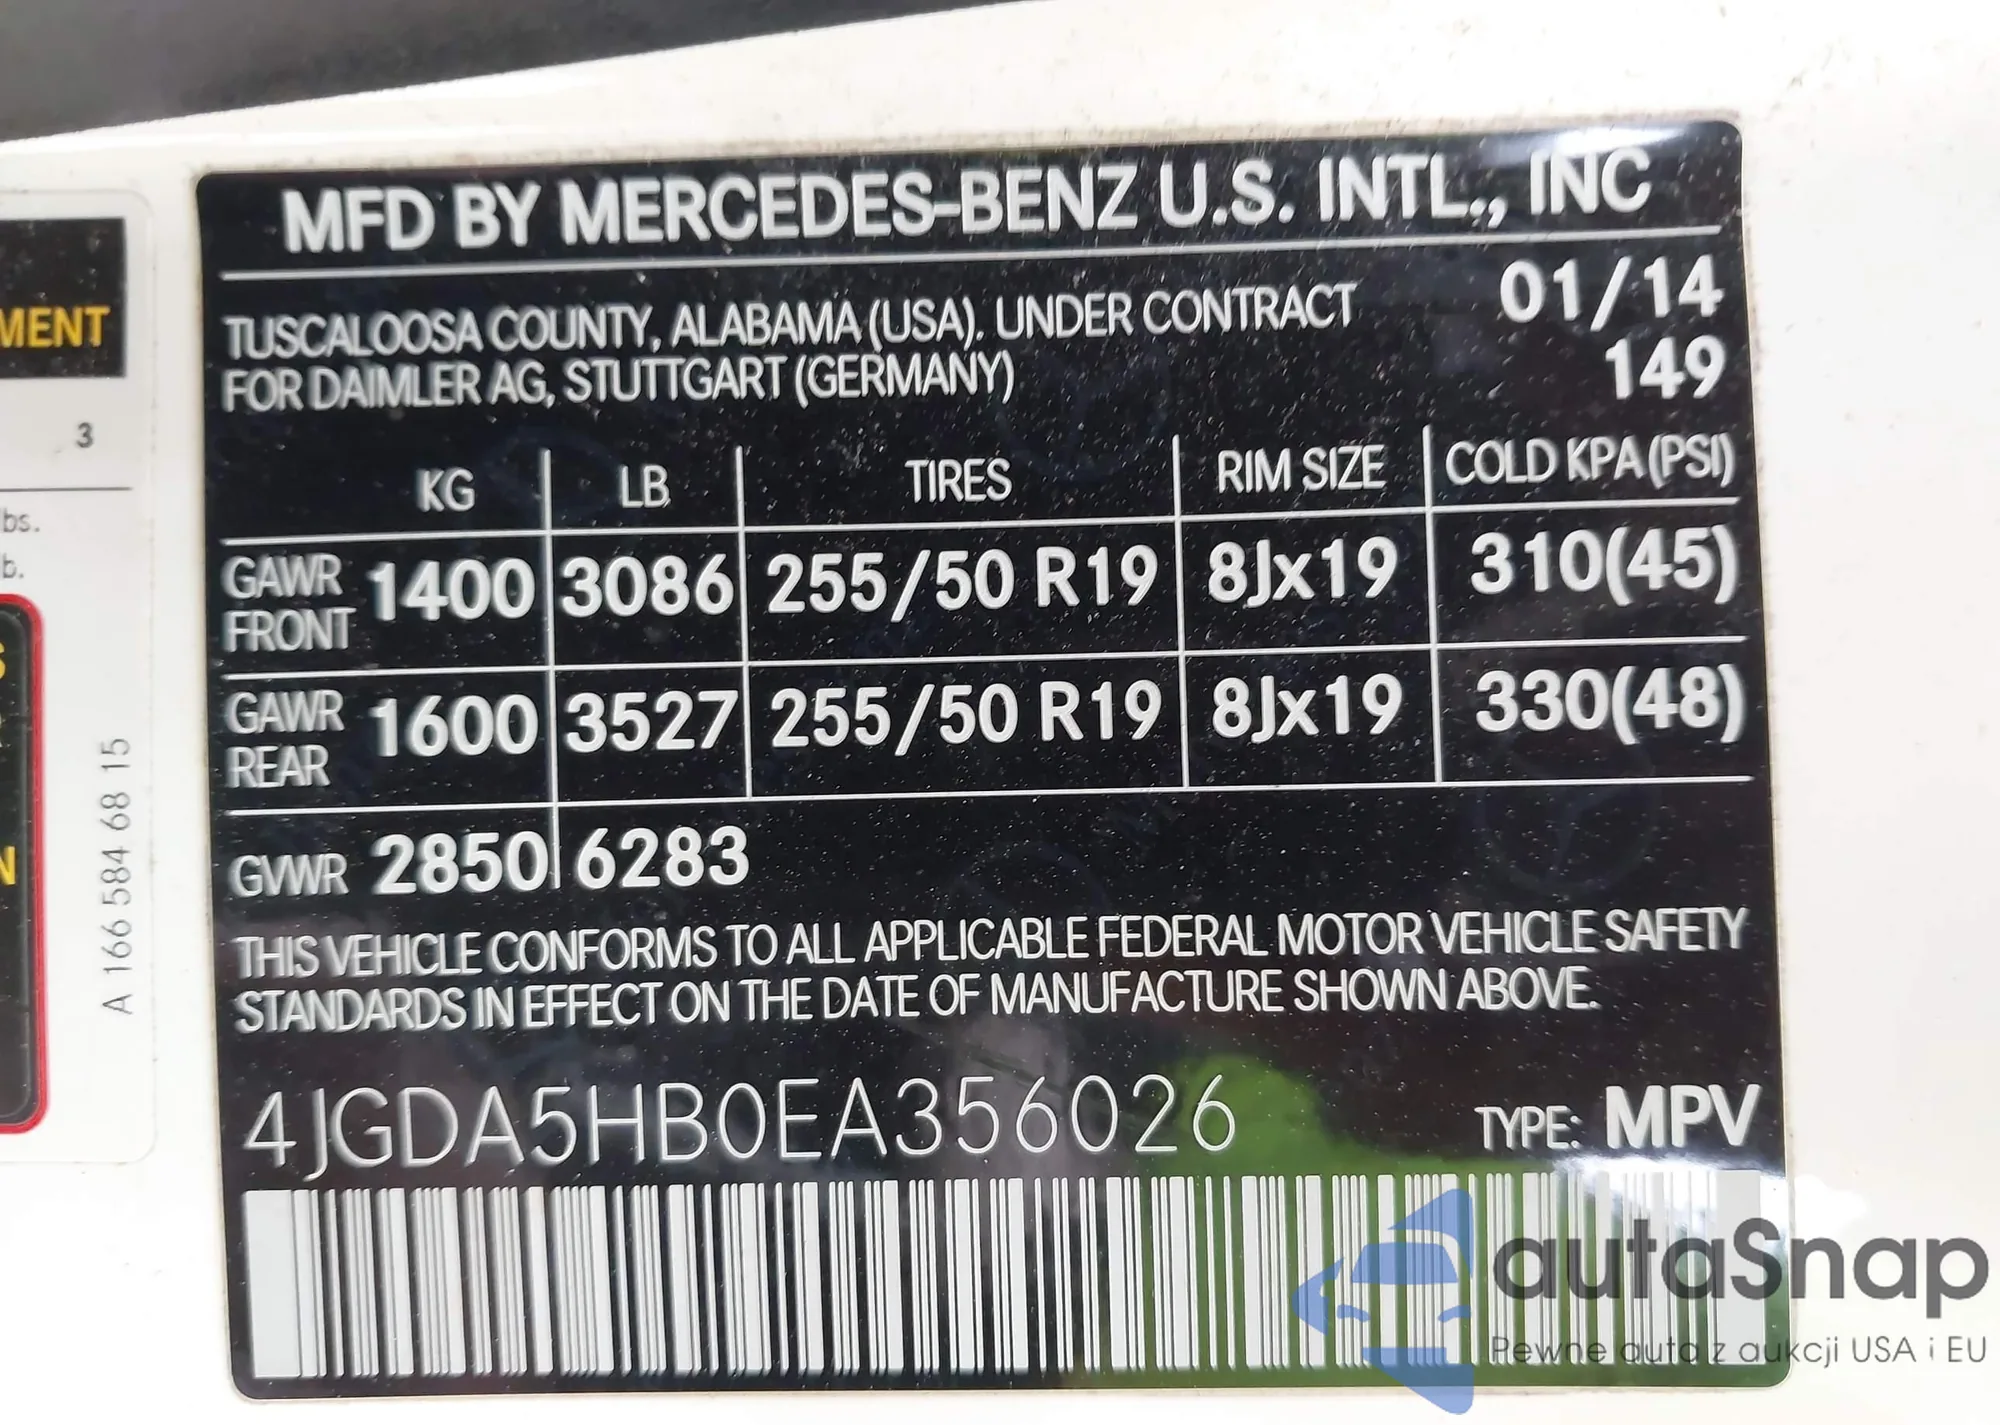 MFD BY MERCEDES-BENZ U.S. INTL., INC
TUSCALOOSA COUNTY, ALABAMA (USA). UNDER CONTRACT 01/14
FOR DAIMLER AG, STUTTGART (GERMANY) 149
KG LB TIRES RIM SIZE COLD KPA (PSI)
GAWR FRONT 1400 3086 255/50 R19 8Jx19 310(45)
GAWR REAR 1600 3527 255/50 R19 8Jx19 330(48)
GVWR 2850 6283
THIS VEHICLE CONFORMS TO ALL APPLICABLE FEDERAL MOTOR VEHICLE SAFETY
STANDARDS IN EFFECT ON THE DATE OF MANUFACTURE SHOWN ABOVE.
4JGDA5HB0EA356026 TYPE: MPV
MENT
3
lbs.
lb.
S
N
A 166 584 68 15
autaSnap
Pewne auta z aukcji USA i EU